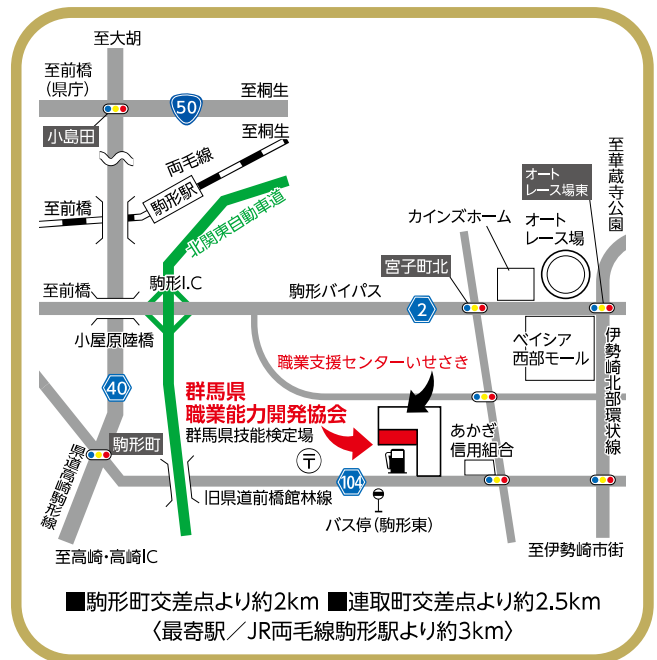 至大胡
至前橋
(県庁)
至桐生
50
小島田
至桐生
両毛線
駒形駅
至前橋
北関東自動車道
至華蔵寺公園
オート
レース場東
カインズホーム
オート
レース場
宮子町北
駒形I.C
至前橋
駒形バイパス
2
小屋原陸橋
ベイシア
西部モール
伊勢崎北部環状線
職業支援センターいせさき
40
群馬県
職業能力開発協会
群馬県技能検定場
駒形町
〒
あかぎ
信用組合
県道高崎駒形線
104
旧県道前橋館林線
バス停(駒形東)
至高崎・高崎IC
至伊勢崎市街
■駒形町交差点より約2km ■連取町交差点より約2.5km
〈最寄駅/JR両毛線駒形駅より約3km〉